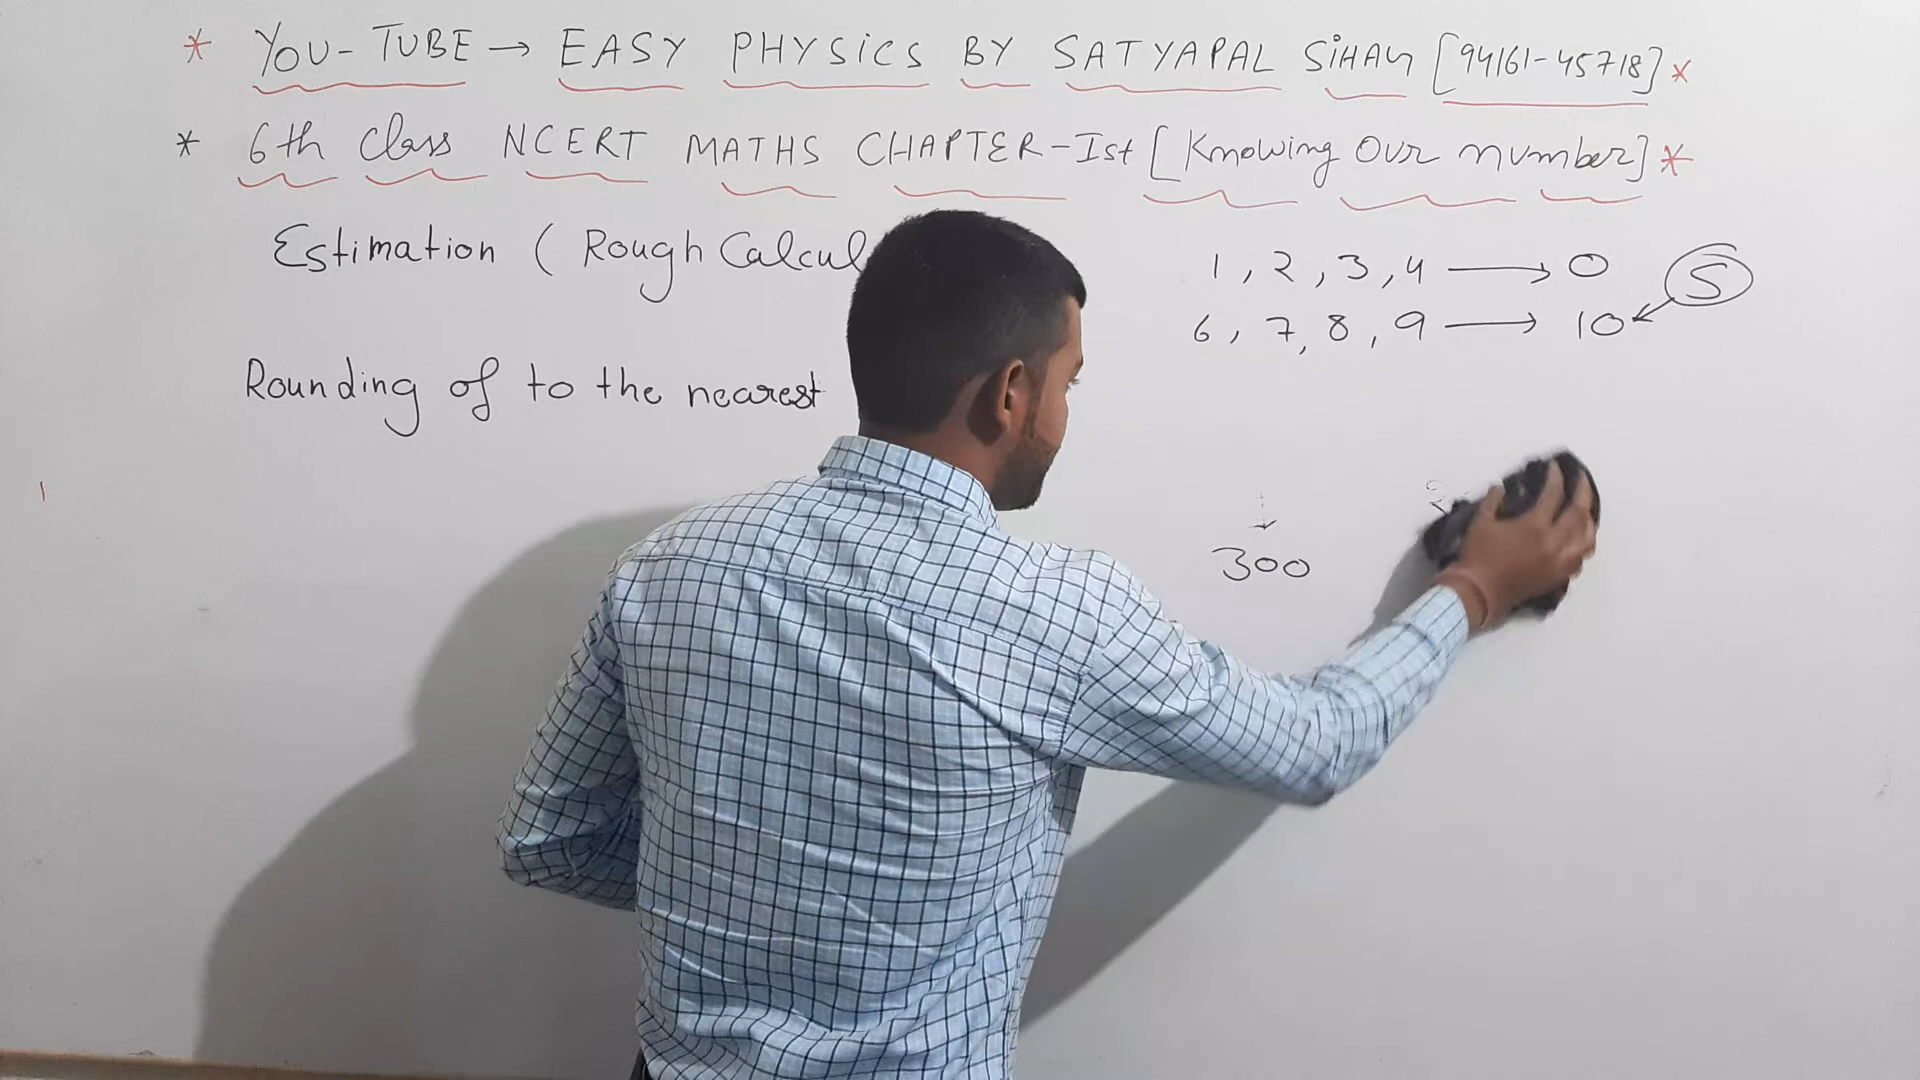 * YOU-TUBE → EASY PHYSICS BY SATYAPAL SIHAG [94161-45718] *
* 6th Class NCERT MATHS CHAPTER-Ist [Knowing Our number] *
Estimation ( Rough Calcul
1, 2, 3, 4 → 0
5
6, 7, 8, 9 → 10
Rounding of to the nearest
300